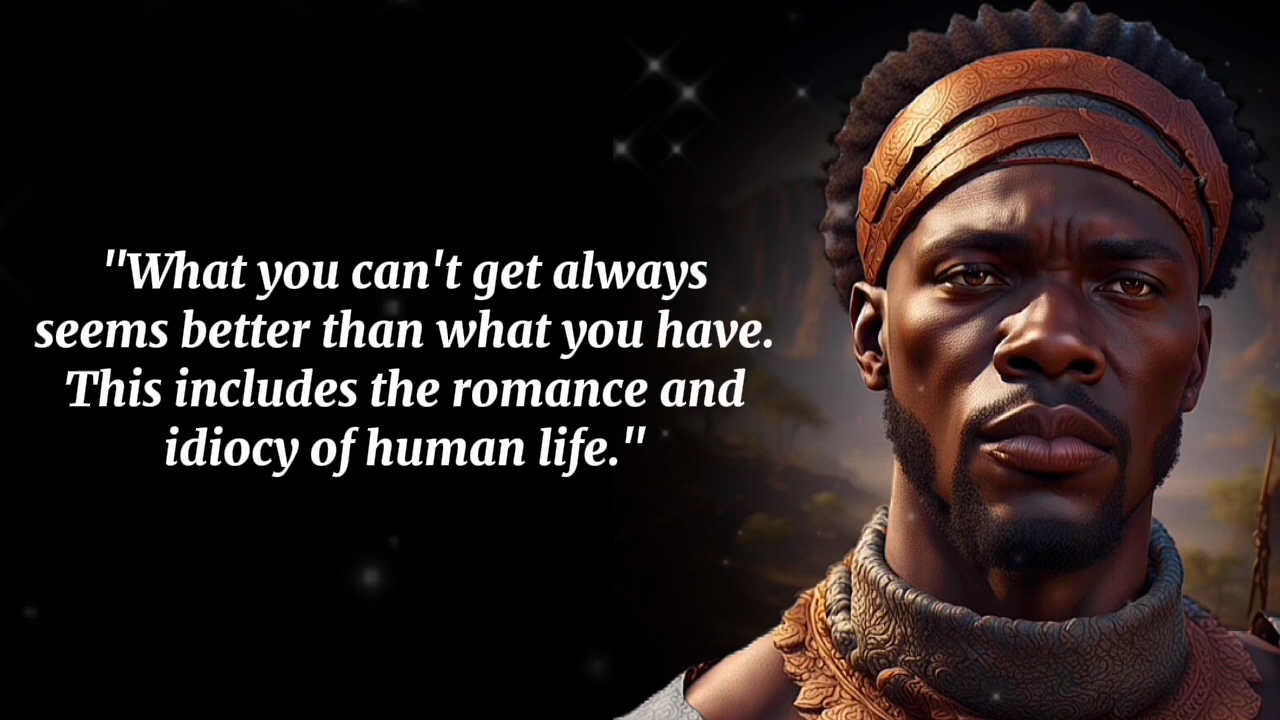 "What you can't get always
seems better than what you have.
This includes the romance and
idiocy of human life."